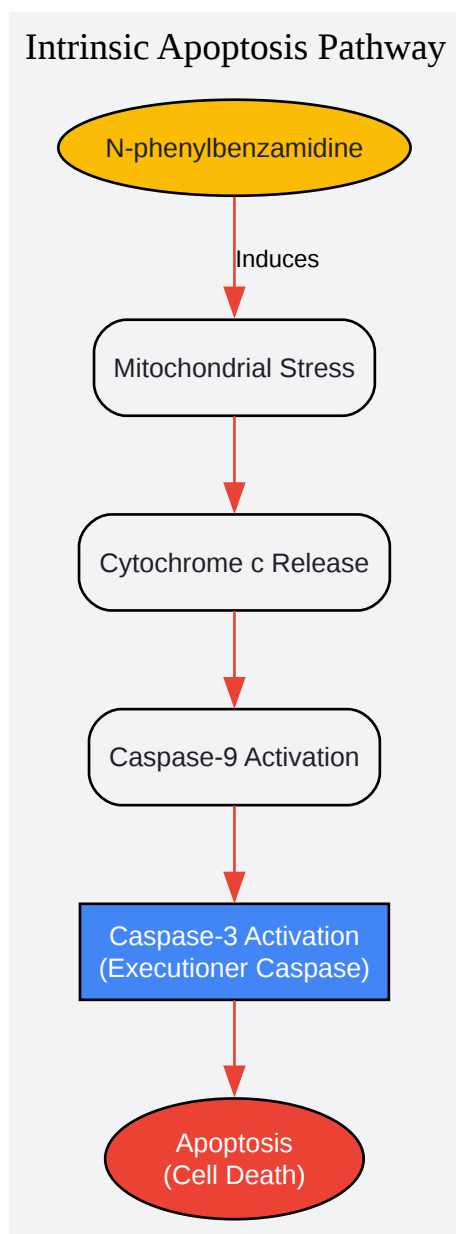 Intrinsic Apoptosis Pathway
N-phenylbenzamidine
Induces
Mitochondrial Stress
Cytochrome c Release
Caspase-9 Activation
Caspase-3 Activation
(Executioner Caspase)
Apoptosis
(Cell Death)